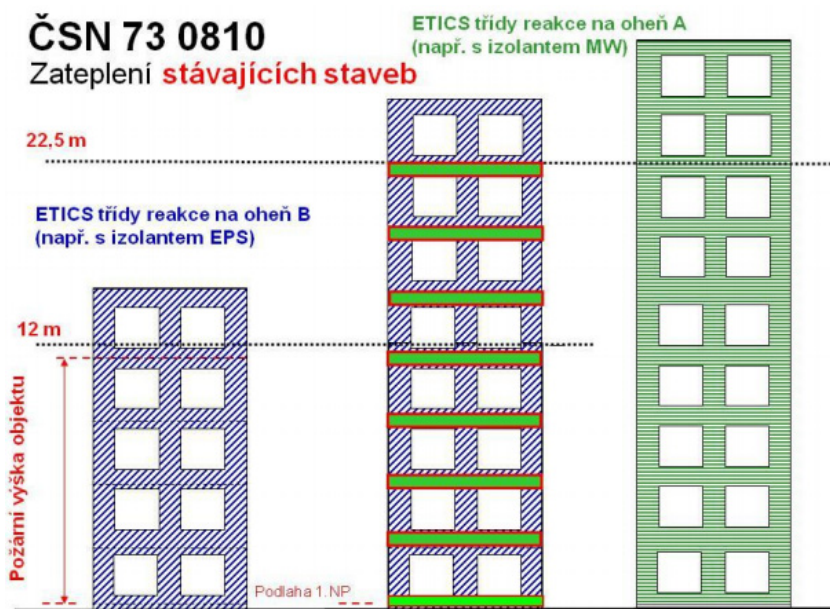 ČSN 73 0810
Zateplení stávajících staveb
ETICS třídy reakce na oheň A
(např. s izolantem MW)
22,5 m
ETICS třídy reakce na oheň B
(např. s izolantem EPS)
12 m
Požární výška objektu
Podlaha 1.NP